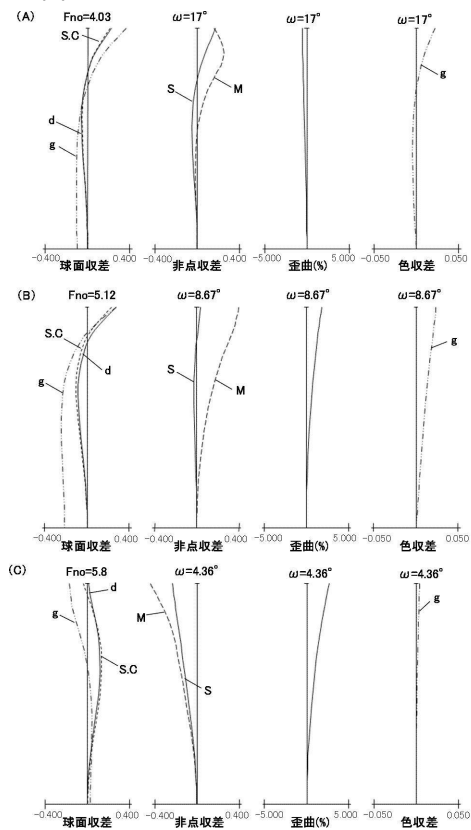 (A)
Fno=4.03 ω=17° ω=17° ω=17°
S.C
g
S M
d
g
-0.400 0.400 -0.400 0.400 -5.000 5.000 -0.050 0.050
球面収差 非点収差 歪曲(%) 色収差
(B)
Fno=5.12 ω=8.67° ω=8.67° ω=8.67°
S.C
g
d
S
g
M
-0.400 0.400 -0.400 0.400 -5.000 5.000 -0.050 0.050
球面収差 非点収差 歪曲(%) 色収差
(C)
Fno=5.8 ω=4.36° ω=4.36° ω=4.36°
d
g M g
S.C
S
-0.400 0.400 -0.400 0.400 -5.000 5.000 -0.050 0.050
球面収差 非点収差 歪曲(%) 色収差